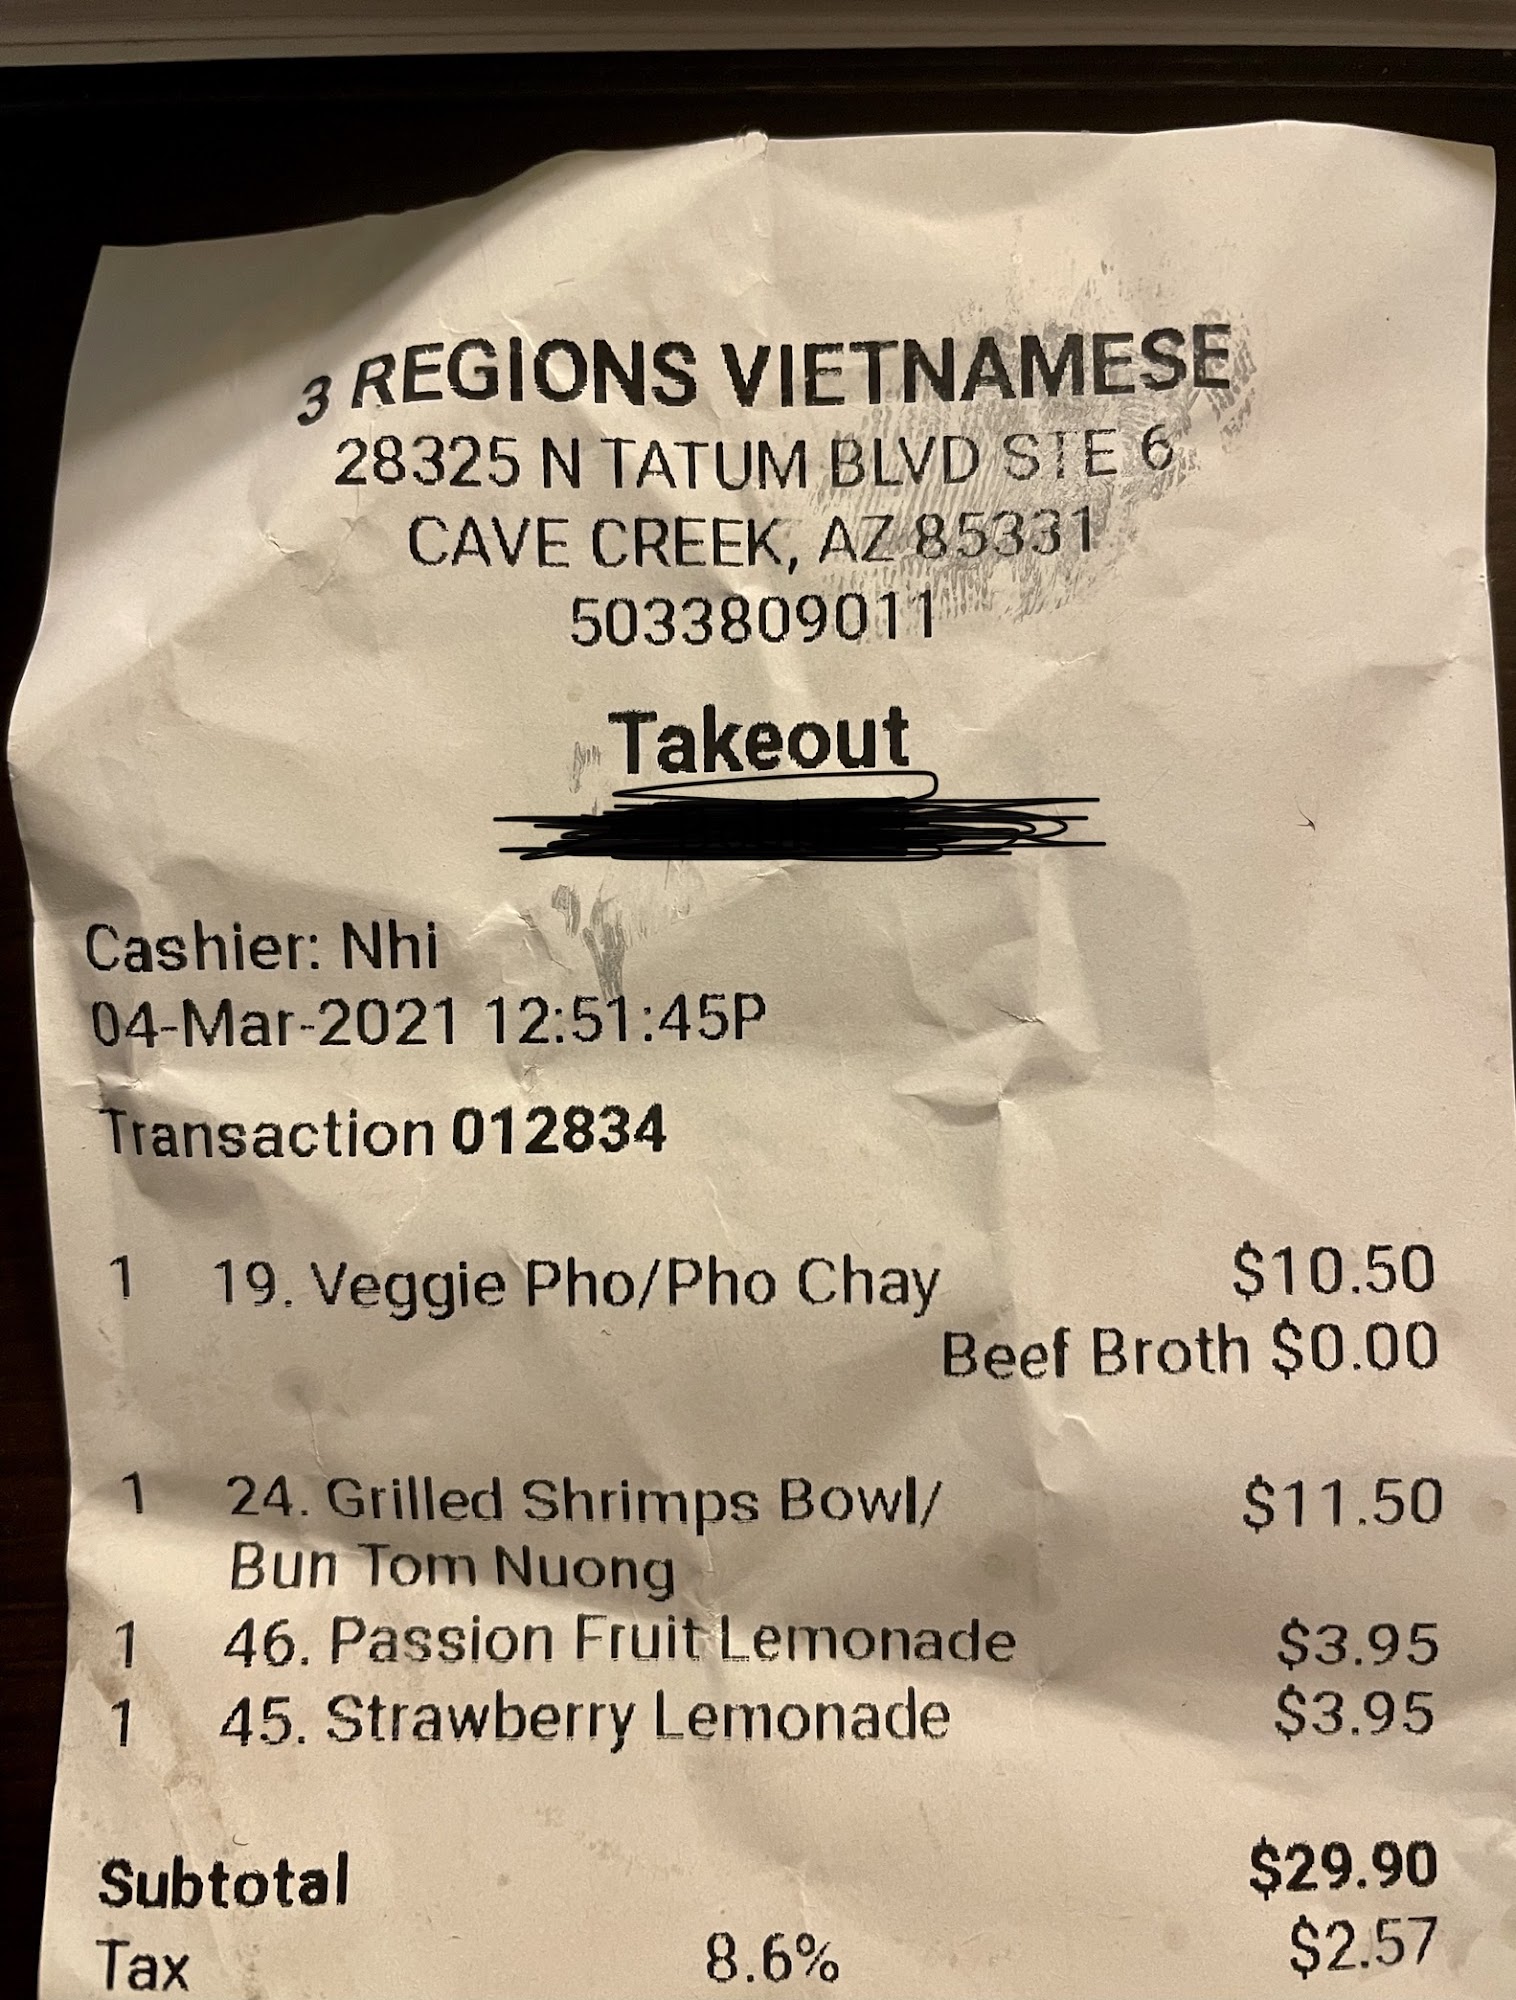 3 REGIONS VIETNAMESE
28325 N TATUM BLVD STE 6
CAVE CREEK, AZ 85331
5033809011
Takeout
Cashier: Nhi
04-Mar-2021 12:51:45P
Transaction 012834
1 19. Veggie Pho/Pho Chay $10.50
Beef Broth $0.00
1 24. Grilled Shrimps Bowl/ $11.50
Bun Tom Nuong
1 46. Passion Fruit Lemonade $3.95
1 45. Strawberry Lemonade $3.95
Subtotal $29.90
Tax 8.6% $2.57